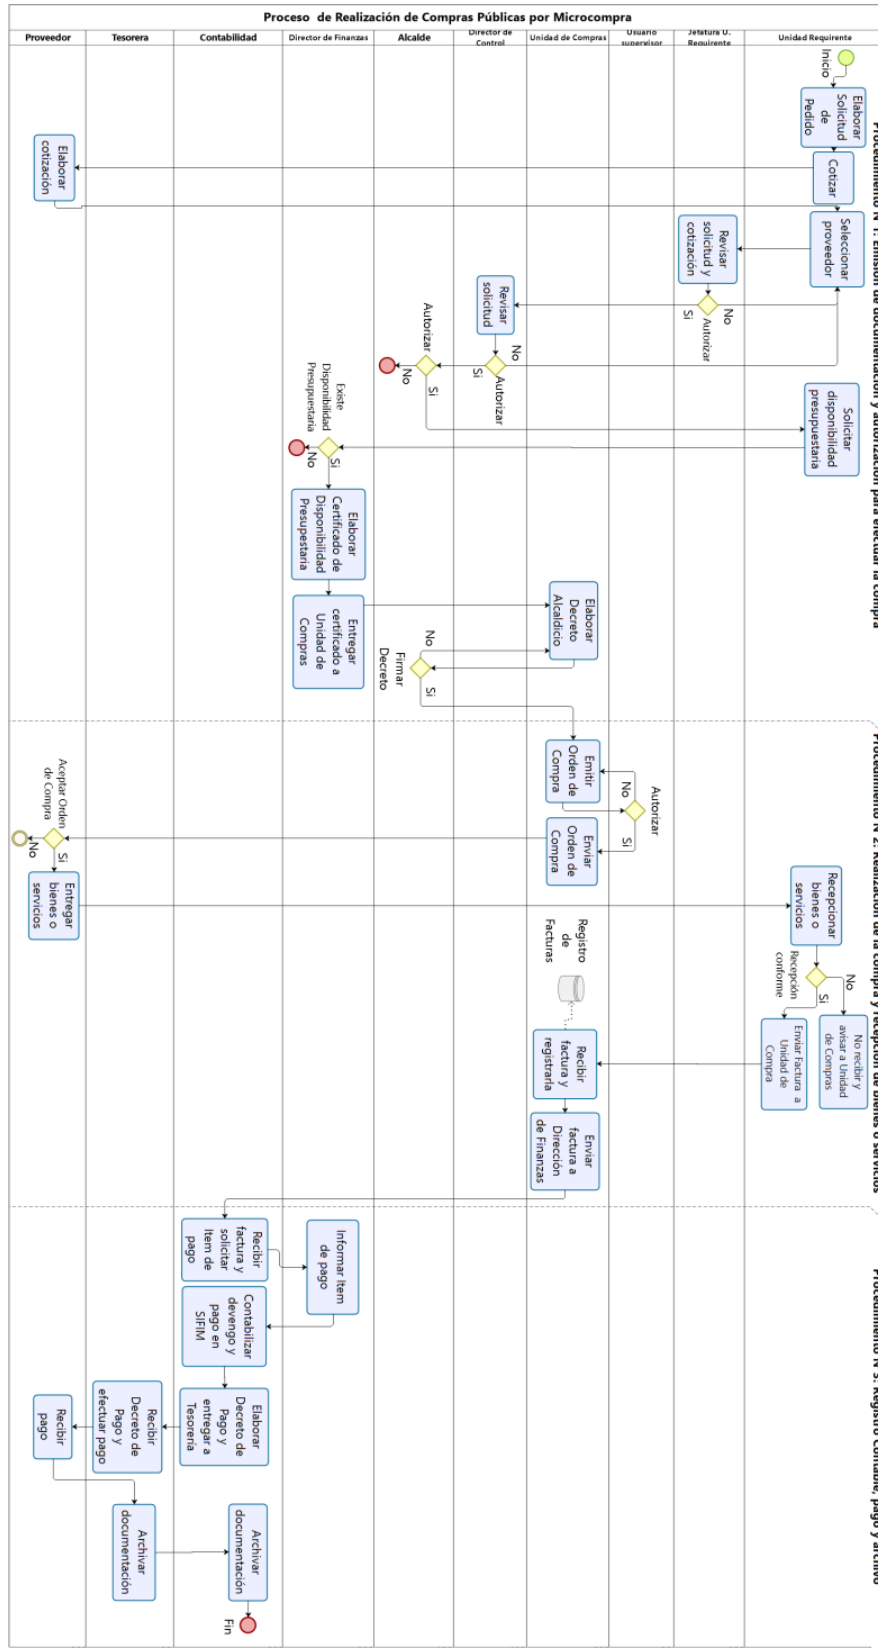 Proceso de Realización de Compras Públicas por Microcompra
Proveedor
Tesorera
Contabilidad
Director de Finanzas
Alcalde
Director de
Control
Unidad de Compras
Usuario
supervisor
Jefatura U.
Requirente
Unidad Requirente
Procedimiento N°1: Emisión de documentación y autorización para efectuar la compra
Inicio
Elaborar
Solicitud
de
Pedido
Cotizar
Elaborar
cotización
Seleccionar
proveedor
Revisar
solicitud y
cotización
No
Autorizar
Si
Revisar
solicitud
No
Autorizar
Si
Autorizar
No
Si
Solicitar
disponibilidad
presupuestaria
Existe
Disponibilidad
Presupuestaria
Si
No
Elaborar
Certificado de
Disponibilidad
Presupestaria
Entregar
certificado a
Unidad de
Compras
Elaborar
Decreto
Alcaldicio
No
Firmar
Decreto
Si
Procedimiento N°2: Realización de la compra y recepción de bienes o servicios
Emitir
Orden de
Compra
Autorizar
No
Si
Enviar
Orden de
Compra
Aceptar Orden
de Compra
Si
No
Entregar
bienes o
servicios
Recepcionar
bienes o
servicios
Recepción
conforme
No
Si
No recibir y
avisar a Unidad
de Compras
Enviar Factura a
Unidad de
Compra
Registro
de
Facturas
Recibir
factura y
registrarla
Enviar
factura a
Dirección
de Finanzas
Procedimiento N°3: Registro Contable, pago y archivo
Recibir
factura y
solicitar
Item de
pago
Informar Item
de pago
Contabilizar
devengo y
pago en
SIFIM
Elaborar
Decreto de
Pago y
entregar a
Tesorería
Recibir
Decreto de
Pago y
efectuar pago
Recibir
pago
Archivar
documentación
Archivar
documentación
Fin